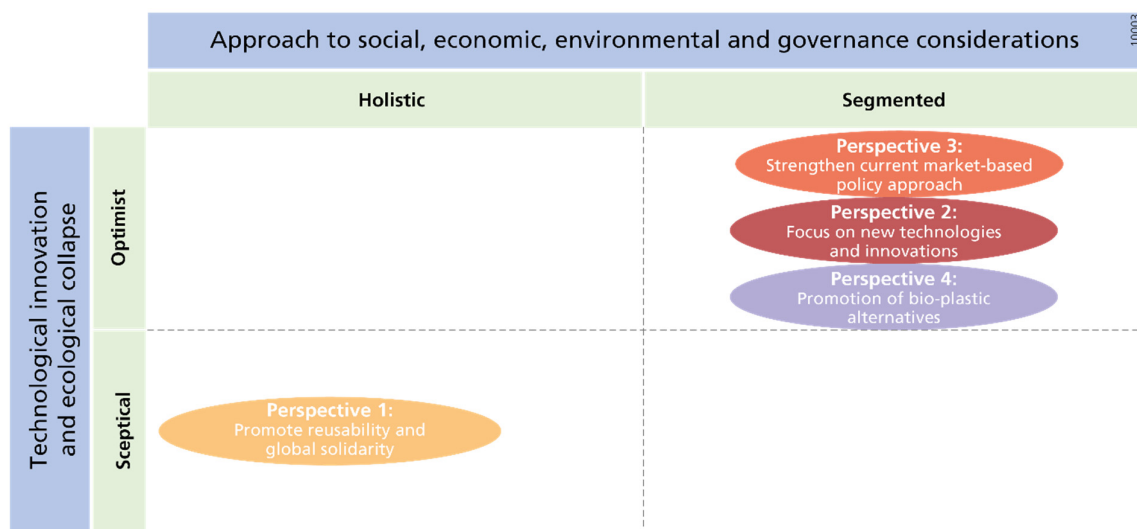 Approach to social, economic, environmental and governance considerations
10003
Holistic
Segmented
Technological innovation
and ecological collapse
Optimist
Perspective 3:
Strengthen current market-based
policy approach
Perspective 2:
Focus on new technologies
and innovations
Perspective 4:
Promotion of bio-plastic
alternatives
Sceptical
Perspective 1:
Promote reusability and
global solidarity